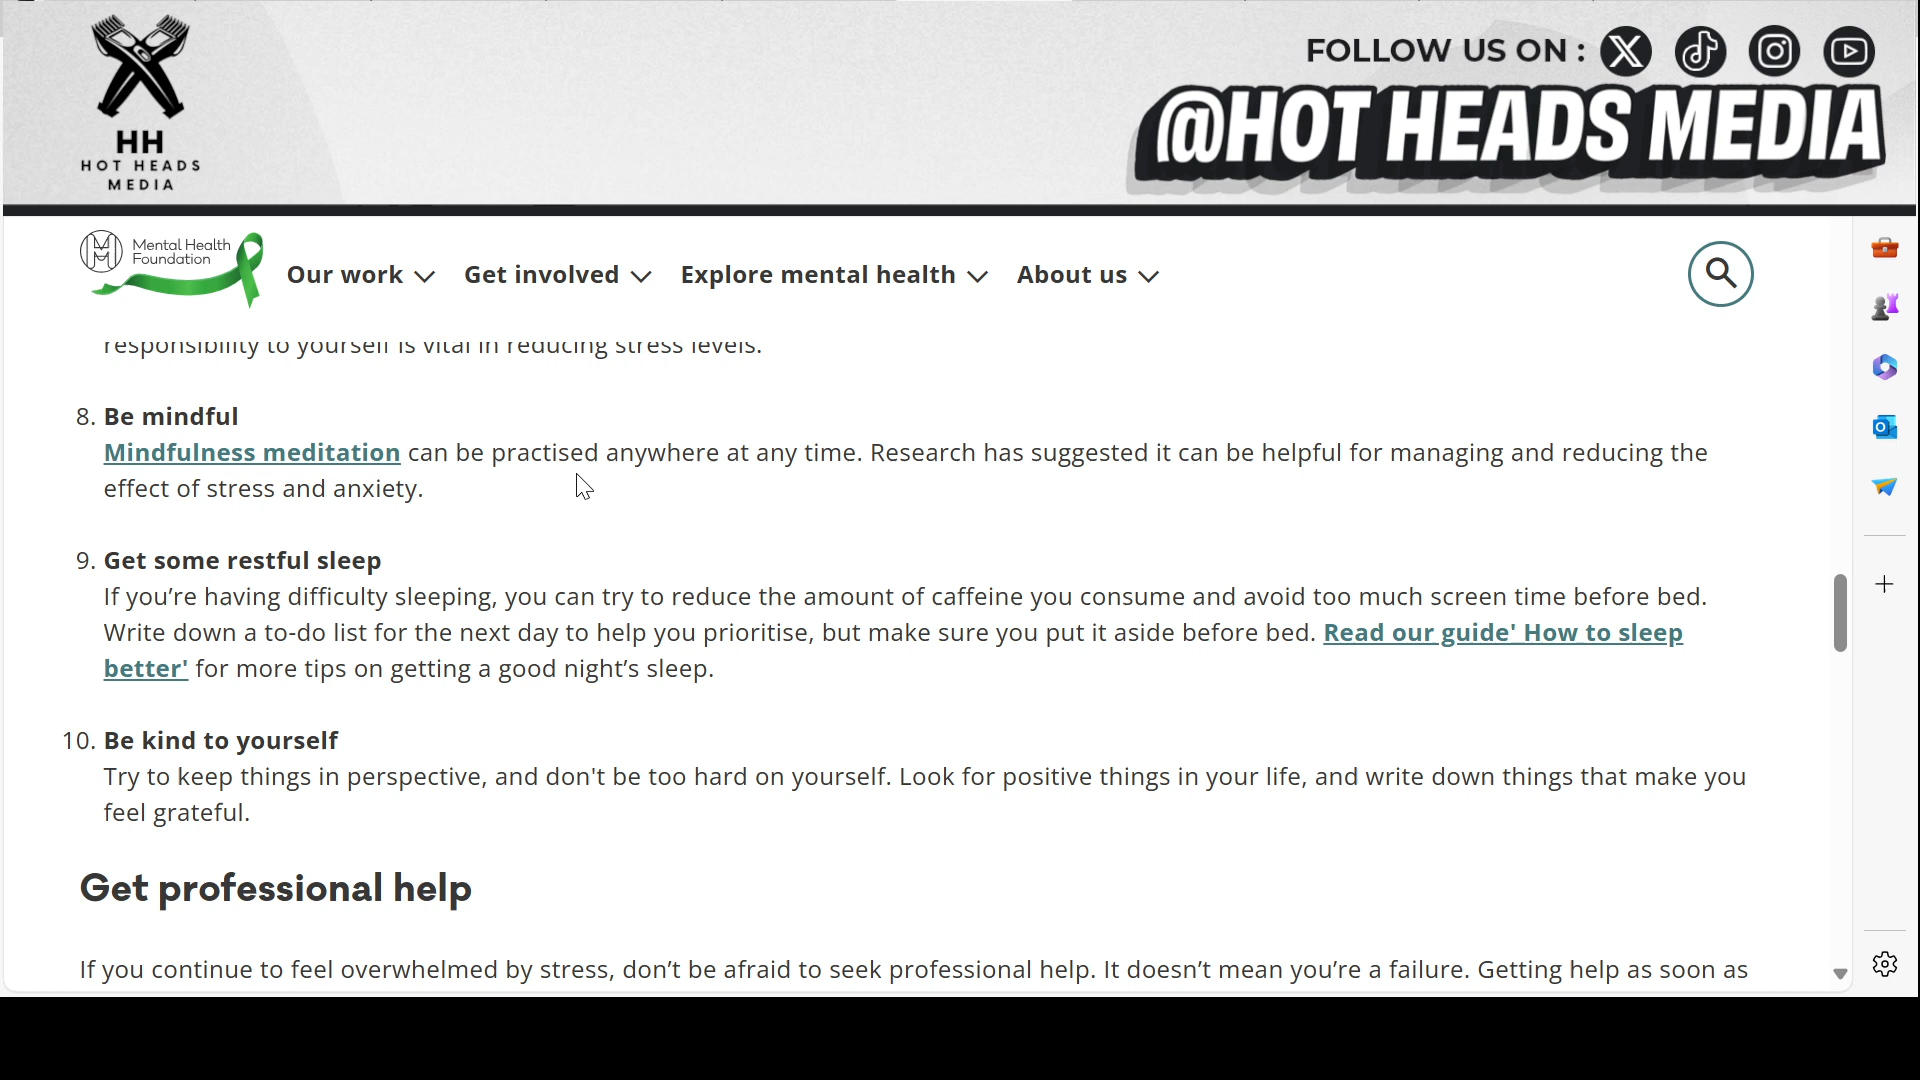 FOLLOW US ON :
@HOT HEADS MEDIA
HH
HOT HEADS
MEDIA
Mental Health
Foundation
Our work
Get involved
Explore mental health
About us
responsibility to yourself is vital in reducing stress levels.
8. Be mindful
Mindfulness meditation can be practised anywhere at any time. Research has suggested it can be helpful for managing and reducing the
effect of stress and anxiety.
9. Get some restful sleep
If you’re having difficulty sleeping, you can try to reduce the amount of caffeine you consume and avoid too much screen time before bed.
Write down a to-do list for the next day to help you prioritise, but make sure you put it aside before bed. Read our guide' How to sleep
better' for more tips on getting a good night’s sleep.
10. Be kind to yourself
Try to keep things in perspective, and don't be too hard on yourself. Look for positive things in your life, and write down things that make you
feel grateful.
Get professional help
If you continue to feel overwhelmed by stress, don’t be afraid to seek professional help. It doesn’t mean you’re a failure. Getting help as soon as